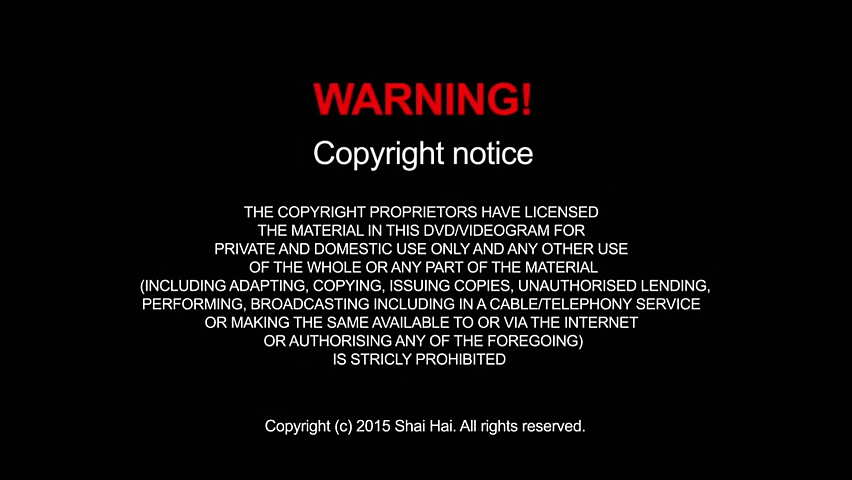 WARNING!
Copyright notice
THE COPYRIGHT PROPRIETORS HAVE LICENSED
THE MATERIAL IN THIS DVD/VIDEOGRAM FOR
PRIVATE AND DOMESTIC USE ONLY AND ANY OTHER USE
OF THE WHOLE OR ANY PART OF THE MATERIAL
(INCLUDING ADAPTING, COPYING, ISSUING COPIES, UNAUTHORISED LENDING,
PERFORMING, BROADCASTING INCLUDING IN A CABLE/TELEPHONY SERVICE
OR MAKING THE SAME AVAILABLE TO OR VIA THE INTERNET
OR AUTHORISING ANY OF THE FOREGOING)
IS STRICLY PROHIBITED
Copyright (c) 2015 Shai Hai. All rights reserved.